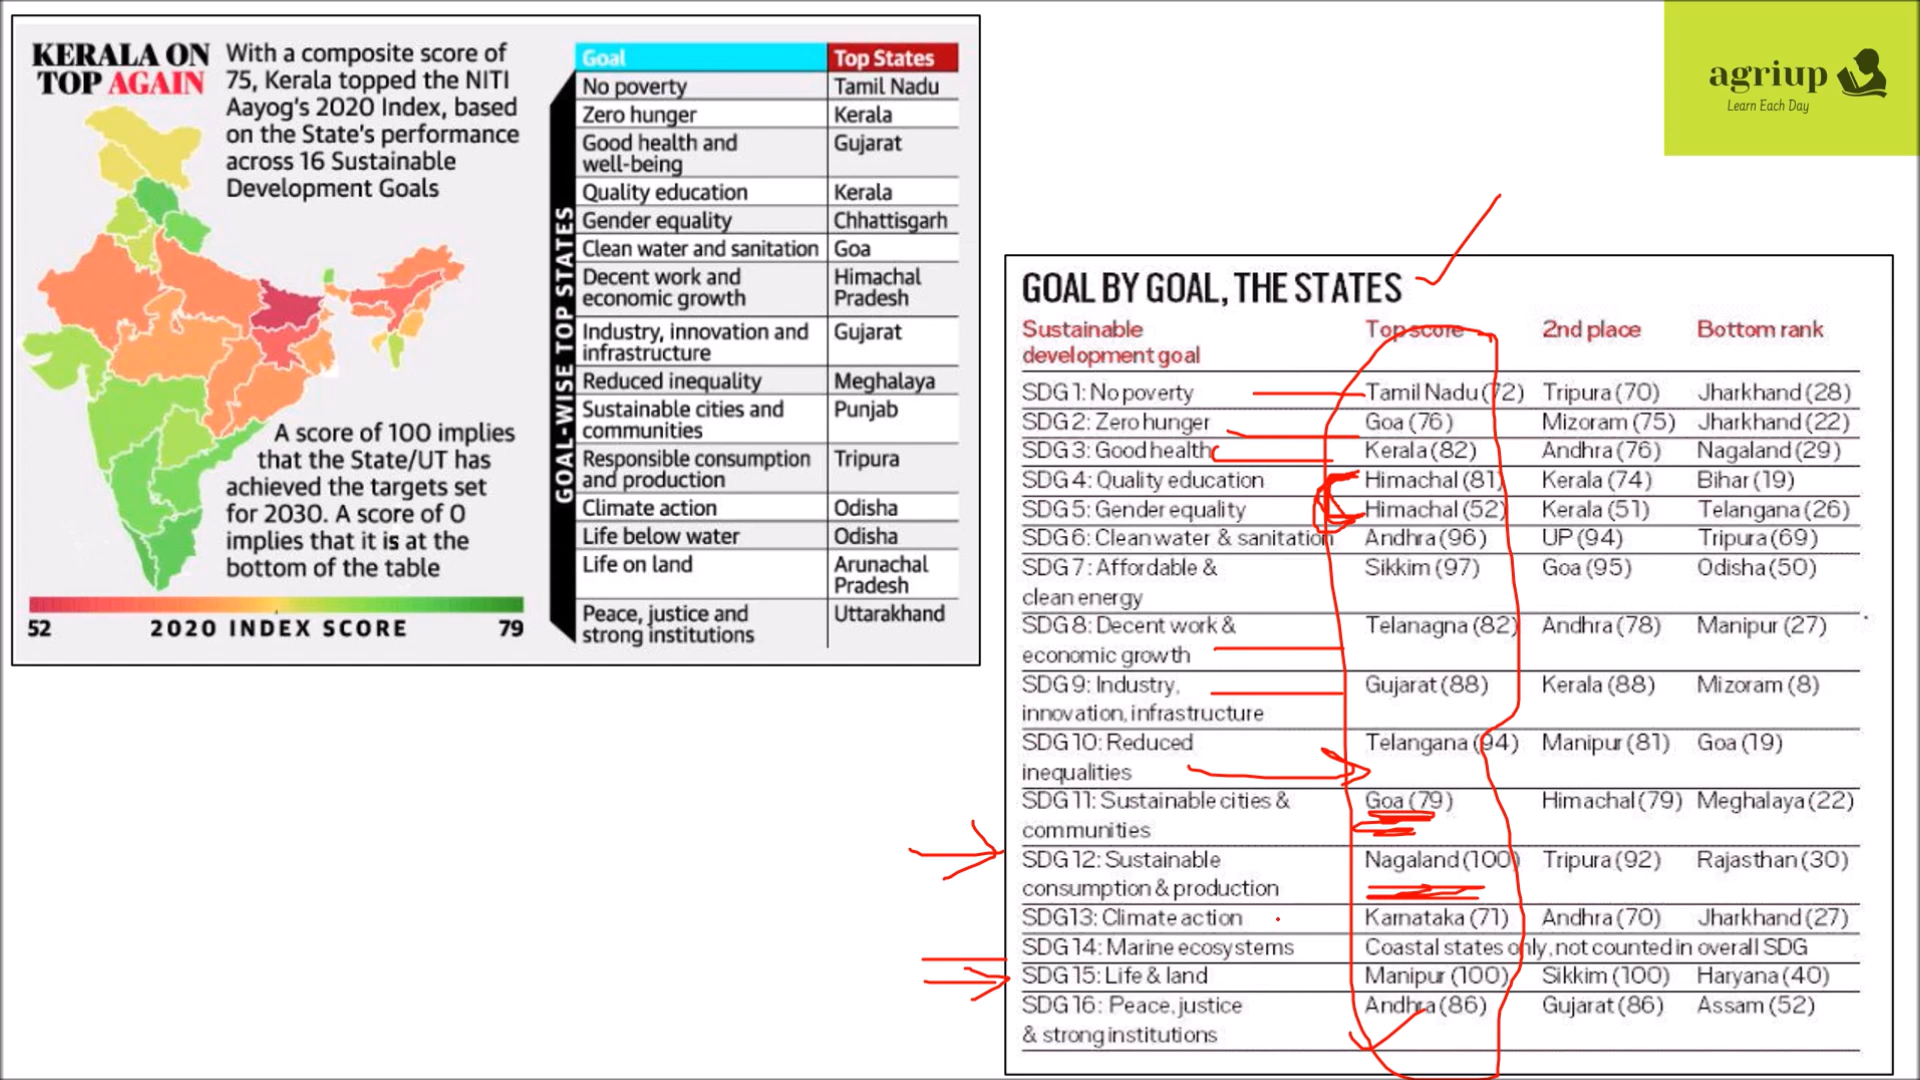 KERALA ON
TOP AGAIN
With a composite score of
75, Kerala topped the NITI
Aayog's 2020 Index, based
on the State's performance
across 16 Sustainable
Development Goals
A score of 100 implies
that the State/UT has
achieved the targets set
for 2030. A score of 0
implies that it is at the
bottom of the table
52 2020 INDEX SCORE 79
GOAL-WISE TOP STATES
Goal Top States
No poverty Tamil Nadu
Zero hunger Kerala
Good health and Gujarat
well-being
Quality education Kerala
Gender equality Chhattisgarh
Clean water and sanitation Goa
Decent work and Himachal
economic growth Pradesh
Industry, innovation and Gujarat
infrastructure
Reduced inequality Meghalaya
Sustainable cities and Punjab
communities
Responsible consumption Tripura
and production
Climate action Odisha
Life below water Odisha
Life on land Arunachal
Pradesh
Peace, justice and Uttarakhand
strong institutions
agriup
Learn Each Day
GOAL BY GOAL, THE STATES
Sustainable Top score 2nd place Bottom rank
development goal
SDG 1: No poverty Tamil Nadu (72) Tripura (70) Jharkhand (28)
SDG 2: Zero hunger Goa (76) Mizoram (75) Jharkhand (22)
SDG 3: Good health Kerala (82) Andhra (76) Nagaland (29)
SDG 4: Quality education Himachal (81) Kerala (74) Bihar (19)
SDG 5: Gender equality Himachal (52) Kerala (51) Telangana (26)
SDG 6: Clean water & sanitation Andhra (96) UP (94) Tripura (69)
SDG 7: Affordable & Sikkim (97) Goa (95) Odisha (50)
clean energy
SDG 8: Decent work & Telanagna (82) Andhra (78) Manipur (27)
economic growth
SDG 9: Industry, Gujarat (88) Kerala (88) Mizoram (8)
innovation, infrastructure
SDG 10: Reduced Telangana (94) Manipur (81) Goa (19)
inequalities
SDG 11: Sustainable cities & Goa (79) Himachal (79) Meghalaya (22)
communities
SDG 12: Sustainable Nagaland (100) Tripura (92) Rajasthan (30)
consumption & production
SDG13: Climate action Karnataka (71) Andhra (70) Jharkhand (27)
SDG 14: Marine ecosystems Coastal states only, not counted in overall SDG
SDG 15: Life & land Manipur (100) Sikkim (100) Haryana (40)
SDG 16: Peace, justice Andhra (86) Gujarat (86) Assam (52)
& strong institutions